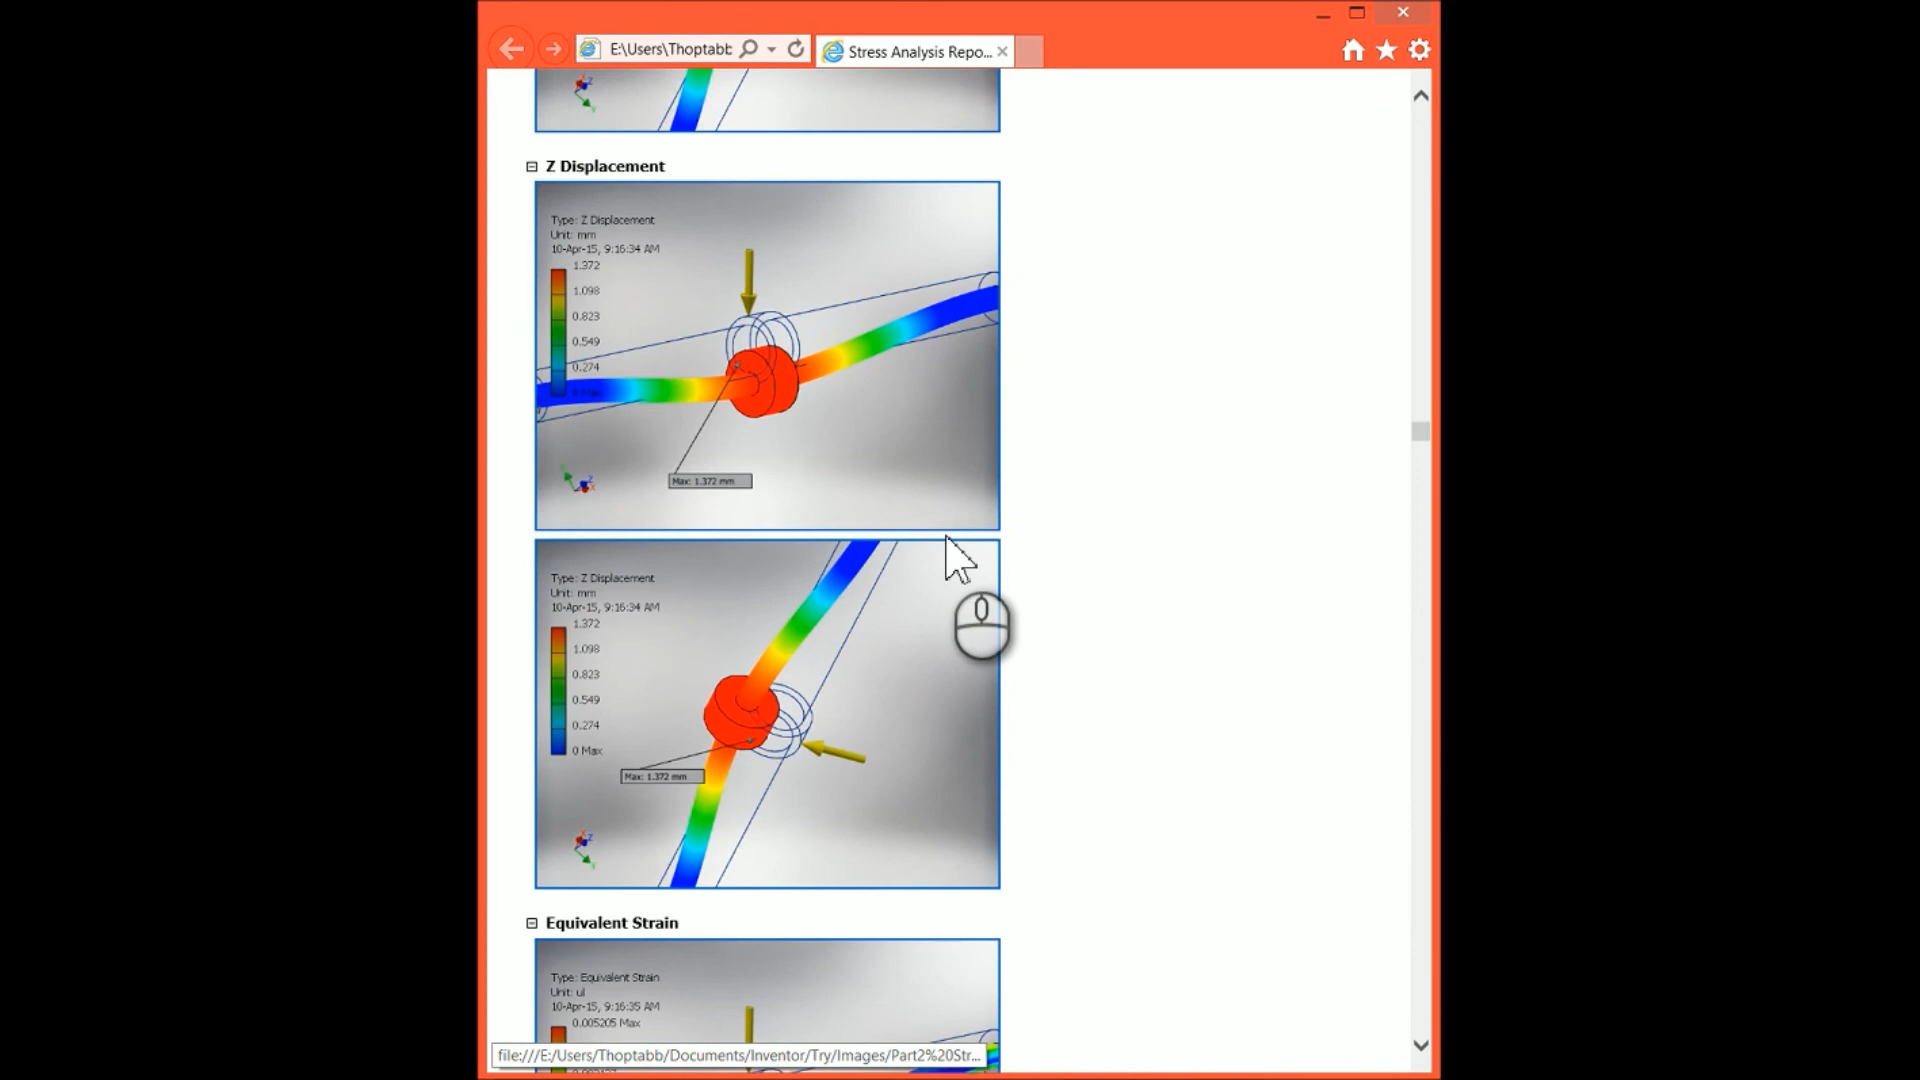 E:\Users\Thoptabb
Stress Analysis Repo...
Z Displacement
Type: Z Displacement
Unit: mm
10-Apr-15, 9:16:34 AM
1.372
1.098
0.823
0.549
0.274
Max: 1.372 mm
Type: Z Displacement
Unit: mm
10-Apr-15, 9:16:34 AM
1.372
1.098
0.823
0.549
0.274
0 Max
Max: 1.372 mm
Equivalent Strain
Type: Equivalent Strain
Unit: ul
10-Apr-15, 9:16:35 AM
0.005205 Max
file:///E:/Users/Thoptabb/Documents/Inventor/Try/Images/Part2%20Str...